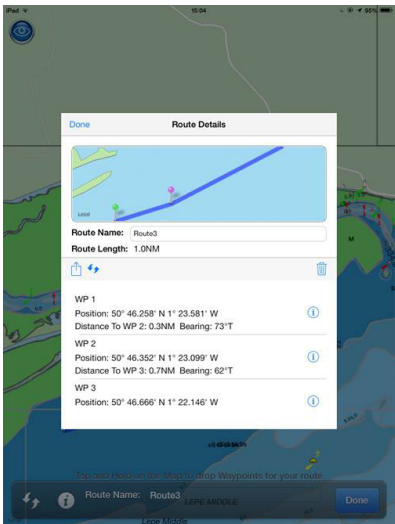 iPad 15:04 95%
Done Route Details
Lepe
Route Name: Route3
Route Length: 1.0NM
WP 1
Position: 50° 46.258' N 1° 23.581' W
Distance To WP 2: 0.3NM Bearing: 73°T
WP 2
Position: 50° 46.352' N 1° 23.099' W
Distance To WP 3: 0.7NM Bearing: 62°T
WP 3
Position: 50° 46.666' N 1° 22.146' W
M
Tap and Hold on the Map to drop Waypoints for your route
Route Name: Route3 Done
LEPE MIDDLE
Lepe Middle